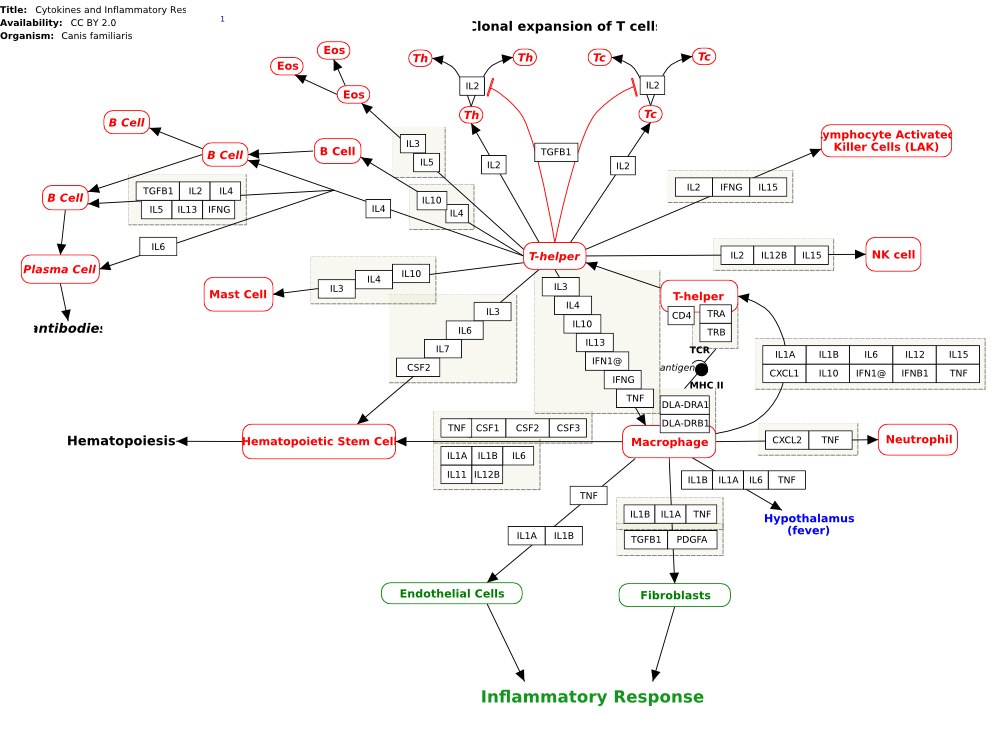 Title: Cytokines and Inflammatory Res
Availability: CC BY 2.0
Organism: Canis familiaris
1
Clonal expansion of T cells
Eos
Eos
Eos
Th
Th
IL2
Th
Tc
Tc
IL2
Tc
B Cell
B Cell
B Cell
B Cell
IL3
IL5
IL2
TGFB1
IL2
Lymphocyte Activated
Killer Cells (LAK)
TGFB1 IL2 IL4
IL5 IL13 IFNG
IL10
IL4
IL4
IL2 IFNG IL15
IL6
Plasma Cell
antibodies
T-helper
IL2 IL12B IL15
NK cell
Mast Cell
IL3
IL4
IL10
IL3
IL6
IL7
CSF2
IL3
IL4
IL10
IL13
IFN1@
IFNG
TNF
T-helper
CD4
TRA
TRB
TCR
antigen
MHC II
DLA-DRA1
DLA-DRB1
IL1A IL1B IL6 IL12 IL15
CXCL1 IL10 IFN1@ IFNB1 TNF
Hematopoiesis
Hematopoietic Stem Cell
TNF CSF1 CSF2 CSF3
IL1A IL1B IL6
IL11 IL12B
Macrophage
CXCL2 TNF
Neutrophil
TNF
IL1A IL1B
IL1B IL1A TNF
TGFB1 PDGFA
IL1B IL1A IL6 TNF
Hypothalamus
(fever)
Endothelial Cells
Fibroblasts
Inflammatory Response